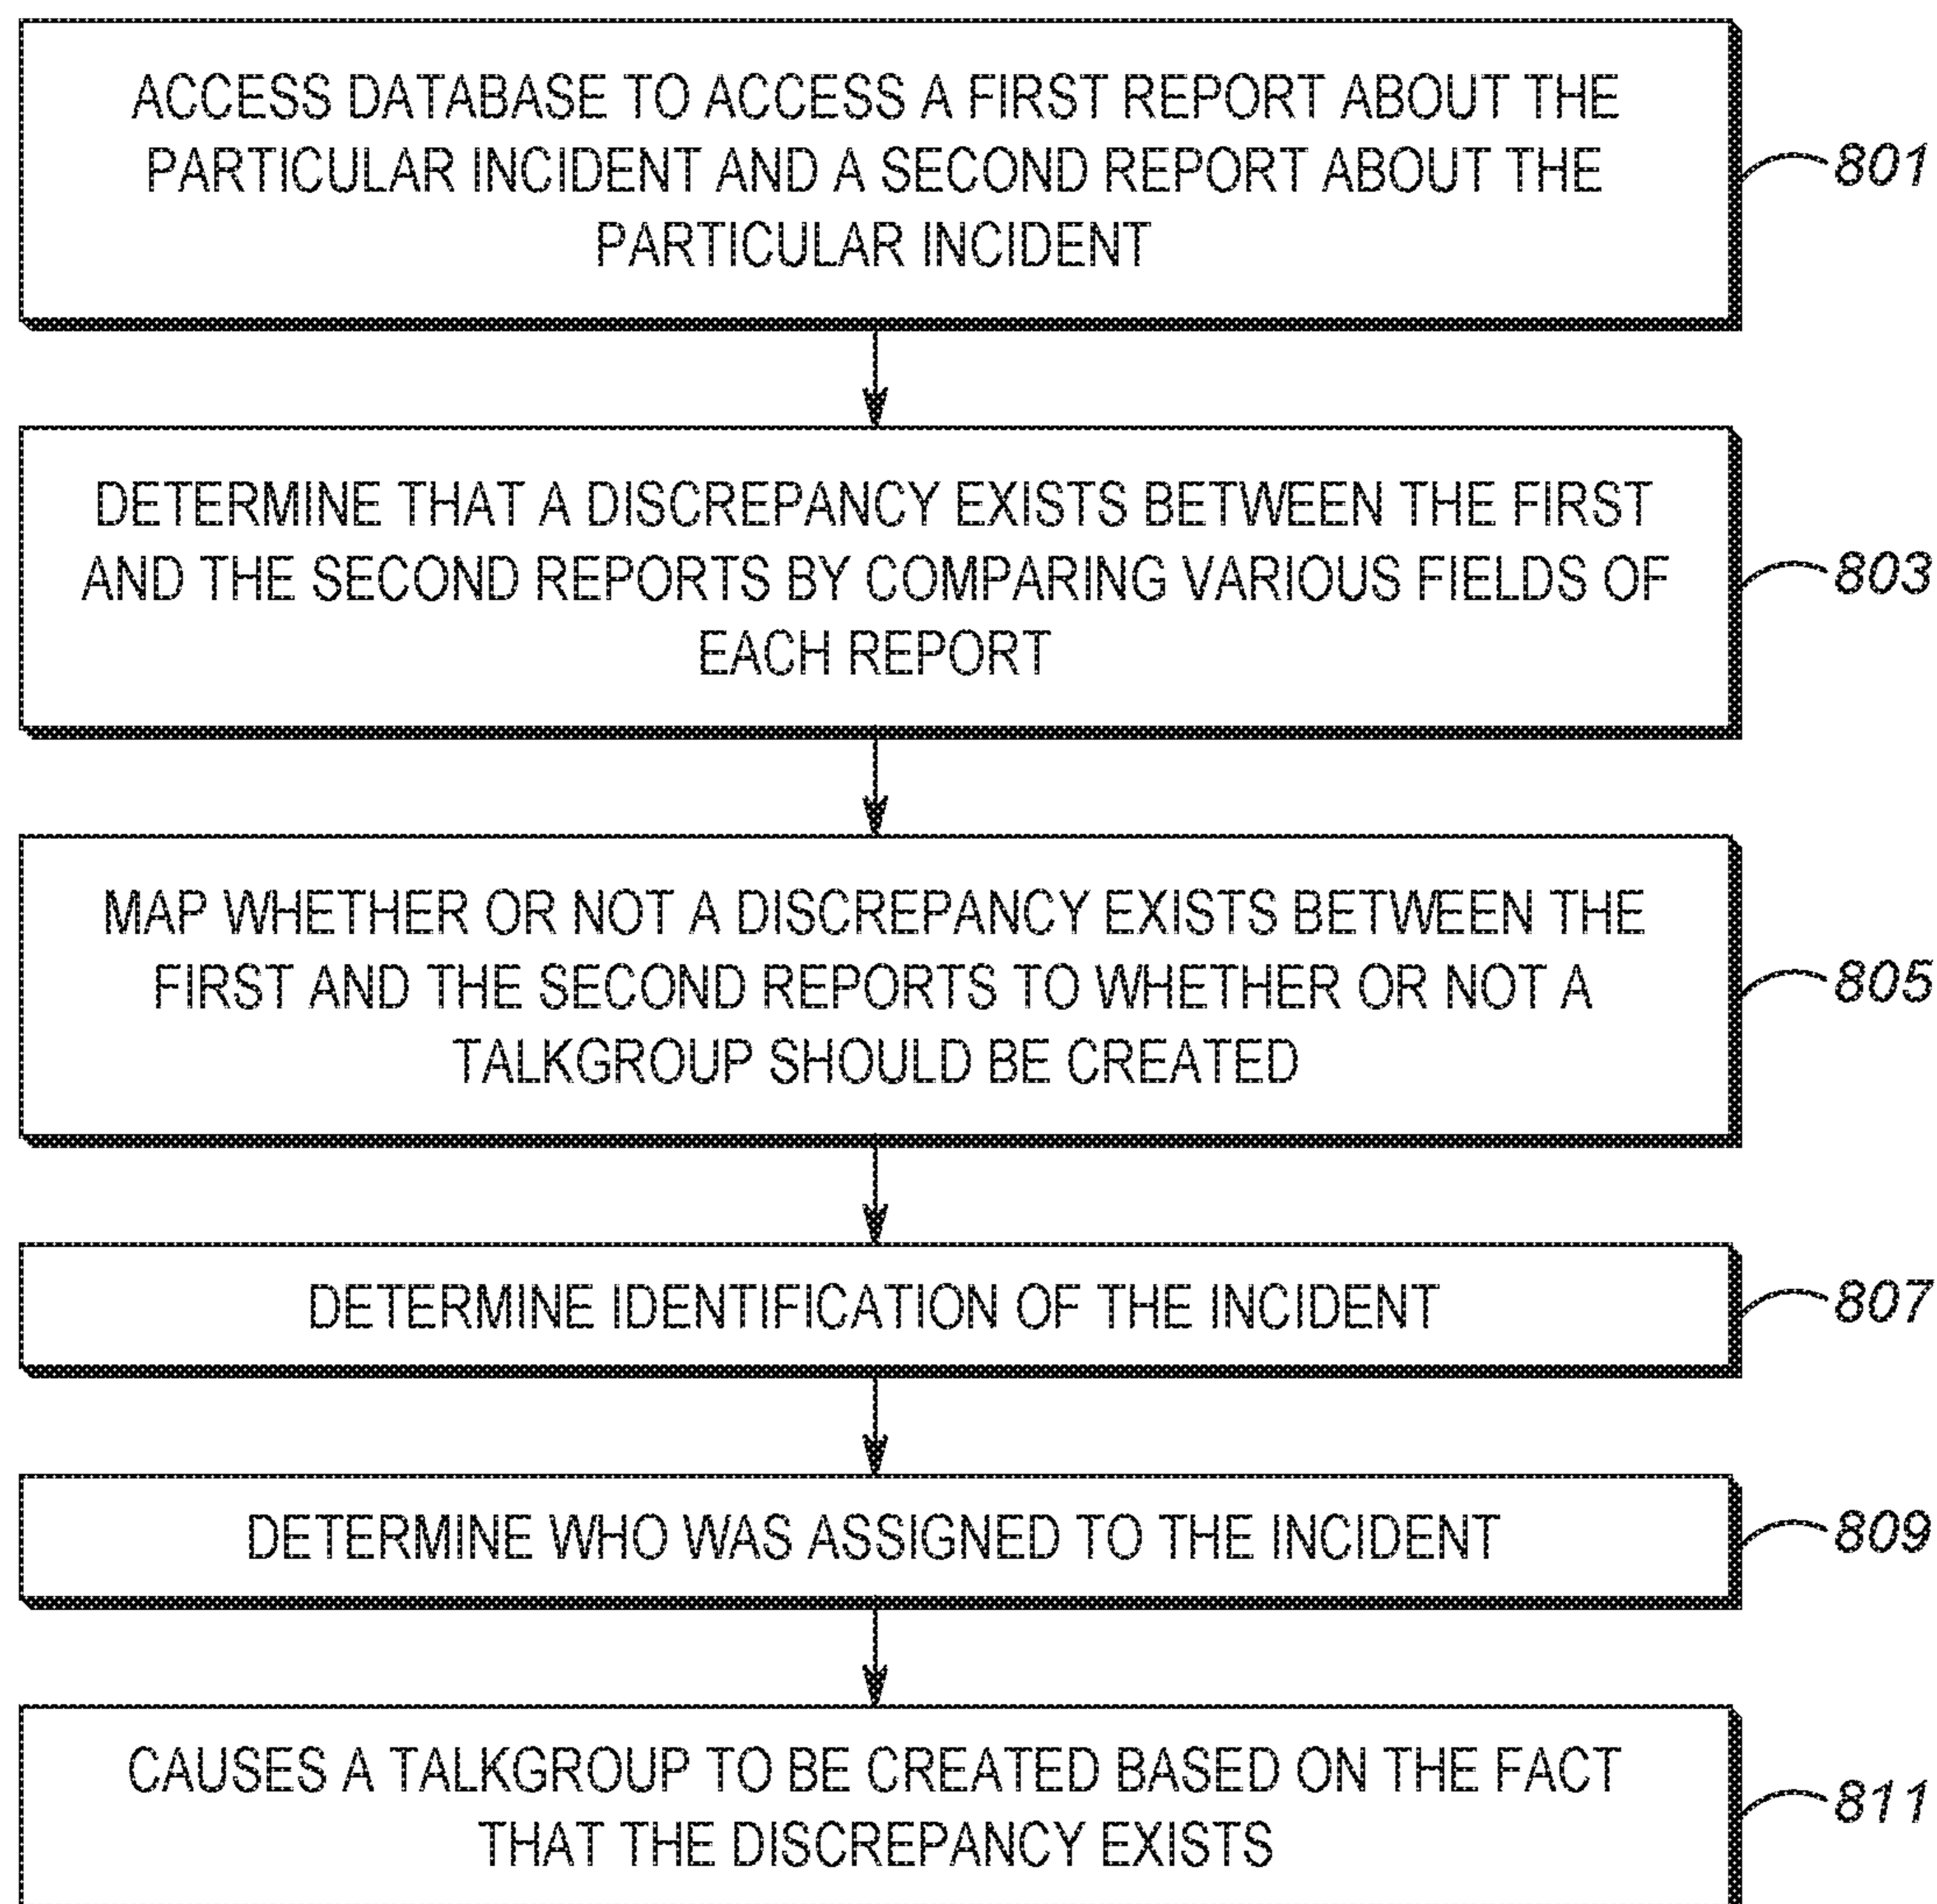 ACCESS DATABASE TO ACCESS A FIRST REPORT ABOUT THE
PARTICULAR INCIDENT AND A SECOND REPORT ABOUT THE
PARTICULAR INCIDENT
801
DETERMINE THAT A DISCREPANCY EXISTS BETWEEN THE FIRST
AND THE SECOND REPORTS BY COMPARING VARIOUS FIELDS OF
EACH REPORT
803
MAP WHETHER OR NOT A DISCREPANCY EXISTS BETWEEN THE
FIRST AND THE SECOND REPORTS TO WHETHER OR NOT A
TALKGROUP SHOULD BE CREATED
805
DETERMINE IDENTIFICATION OF THE INCIDENT
807
DETERMINE WHO WAS ASSIGNED TO THE INCIDENT
809
CAUSES A TALKGROUP TO BE CREATED BASED ON THE FACT
THAT THE DISCREPANCY EXISTS
811